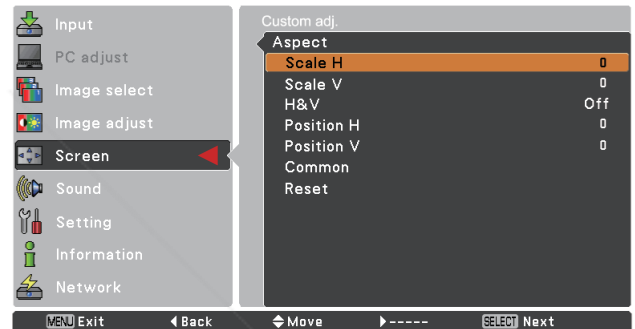 Input
PC adjust
Image select
Image adjust
Screen
Sound
Setting
Information
Network
Custom adj.
Aspect
Scale H 0
Scale V 0
H&V Off
Position H 0
Position V 0
Common
Reset
MENU Exit Back Move ----- SELECT Next